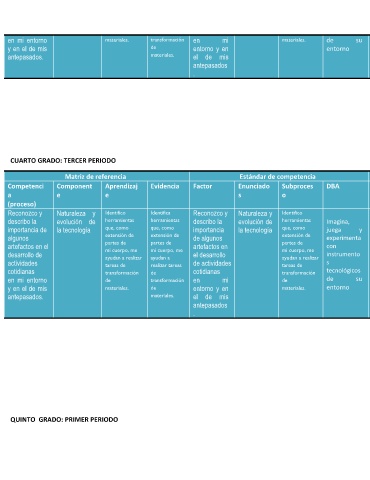 en mi entorno
y en el de mis
antepasados.
materiales.
transformación
de
materiales.
en mi
entorno y en
el de mis
antepasados
materiales.
de su
entorno
CUARTO GRADO: TERCER PERIODO
Matriz de referencia
Estándar de competencia
Competenci
a
(proceso)
Component
e
Aprendizaj
e
Evidencia
Factor
Enunciado
s
Subproces
o
DBA
Reconozco y
describo la
importancia de
algunos
artefactos en el
desarrollo de
actividades
cotidianas
en mi entorno
y en el de mis
antepasados.
Naturaleza y
evolución de
la tecnología
Identifico
herramientas
que, como
extensión de
partes de
mi cuerpo, me
ayudan a realizar
tareas de
transformación
de
materiales.
Identifico
herramientas
que, como
extensión de
partes de
mi cuerpo, me
ayudan a
realizar tareas
de
transformación
de
materiales.
Reconozco y
describo la
importancia
de algunos
artefactos en
el desarrollo
de actividades
cotidianas
en mi
entorno y en
el de mis
antepasados
Naturaleza y
evolución de
la tecnología
Identifico
herramientas
que, como
extensión de
partes de
mi cuerpo, me
ayudan a realizar
tareas de
transformación
de
materiales.
Imagina,
juega y
experimenta
con
instrumento
s
tecnológicos
de su
entorno
QUINTO GRADO: PRIMER PERIODO